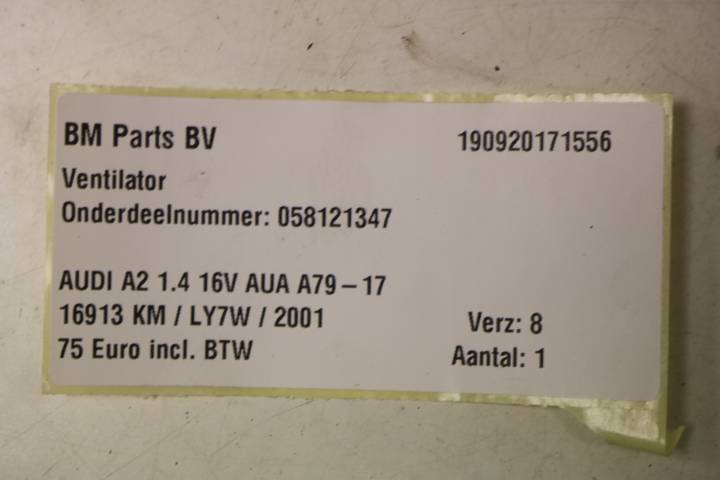 BM Parts BV 190920171556
Ventilator
Onderdeelnummer: 058121347
AUDI A2 1.4 16V AUA A79-17
16913 KM / LY7W / 2001 Verz: 8
75 Euro incl. BTW Aantal: 1